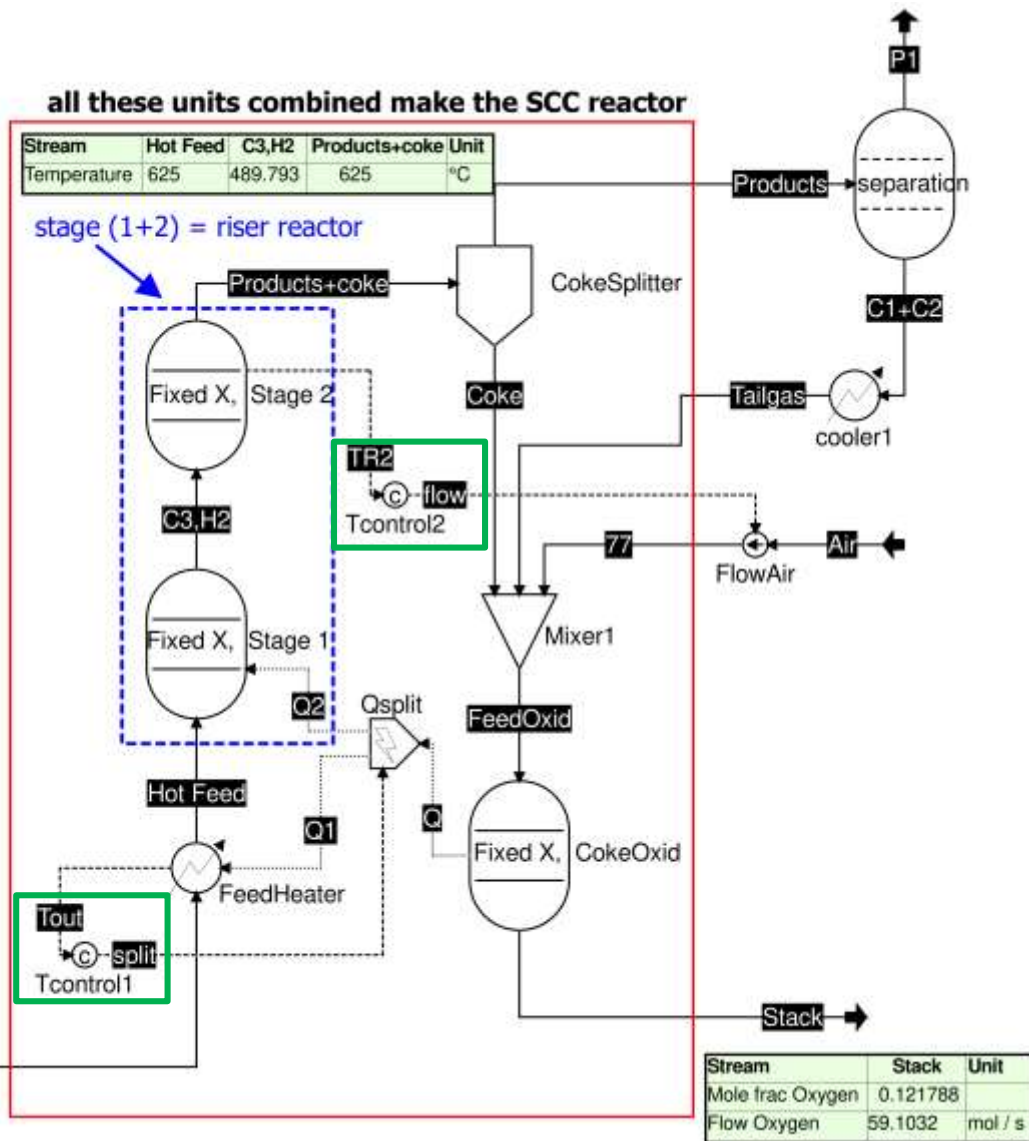 P1
all these units combined make the SCC reactor
Stream Hot Feed C3,H2 Products+coke Unit
Temperature 625 489.793 625 °C
Products
separation
stage (1+2) = riser reactor
Products+coke
CokeSplitter
C1+C2
Fixed X, Stage 2
Coke
Tailgas
cooler1
TR2
c flow
Tcontrol2
C3,H2
77
Air
FlowAir
Fixed X, Stage 1
Mixer1
Q2
Qsplit
FeedOxid
Hot Feed
Q1
Q
Fixed X, CokeOxid
FeedHeater
Tout
c split
Tcontrol1
Stack
Stream Stack Unit
Mole frac Oxygen 0.121788
Flow Oxygen 59.1032 mol / s